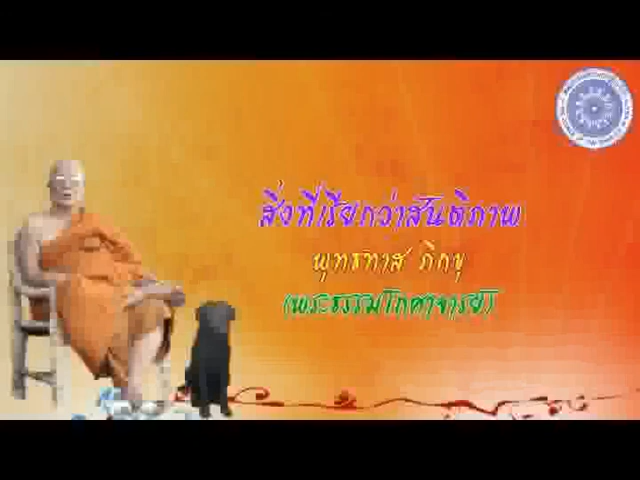 สิ่งที่เรียกว่าสันติภาพ
พุทธทาส ภิกขุ
(พระธรรมโกศาจารย์)